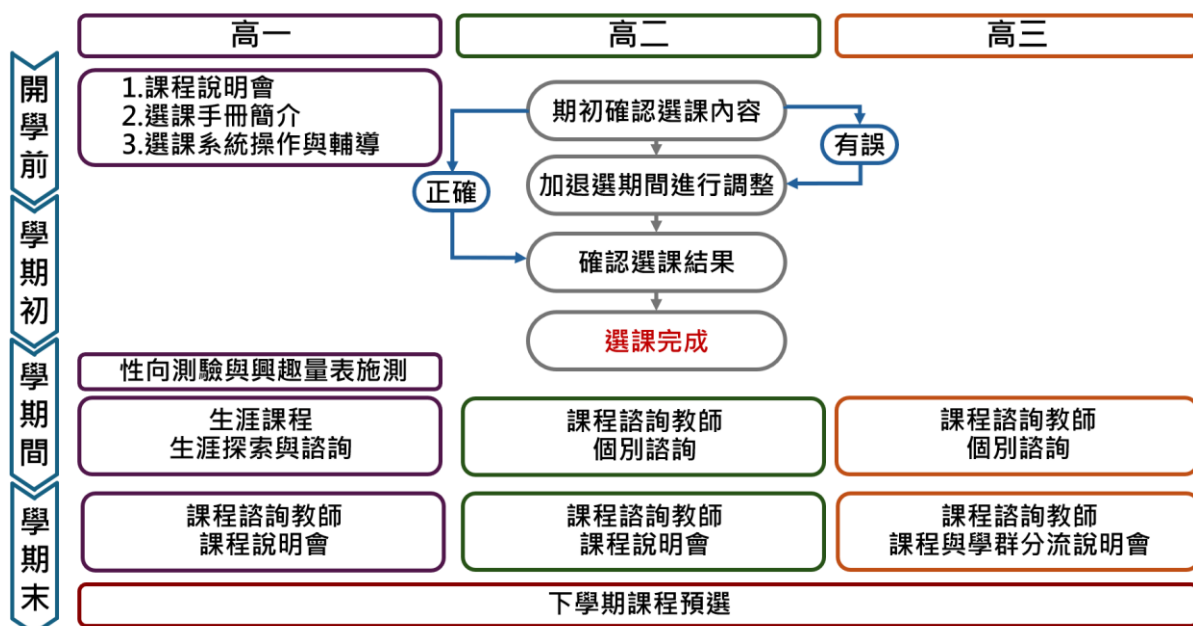 高一
高二
高三
開學前
1.課程說明會
2.選課手冊簡介
3.選課系統操作與輔導
期初確認選課內容
有誤
正確
加退選期間進行調整
學期初
確認選課結果
選課完成
學期間
性向測驗與興趣量表施測
生涯課程
生涯探索與諮詢
課程諮詢教師
個別諮詢
課程諮詢教師
個別諮詢
學期末
課程諮詢教師
課程說明會
課程諮詢教師
課程說明會
課程諮詢教師
課程與學群分流說明會
下學期課程預選